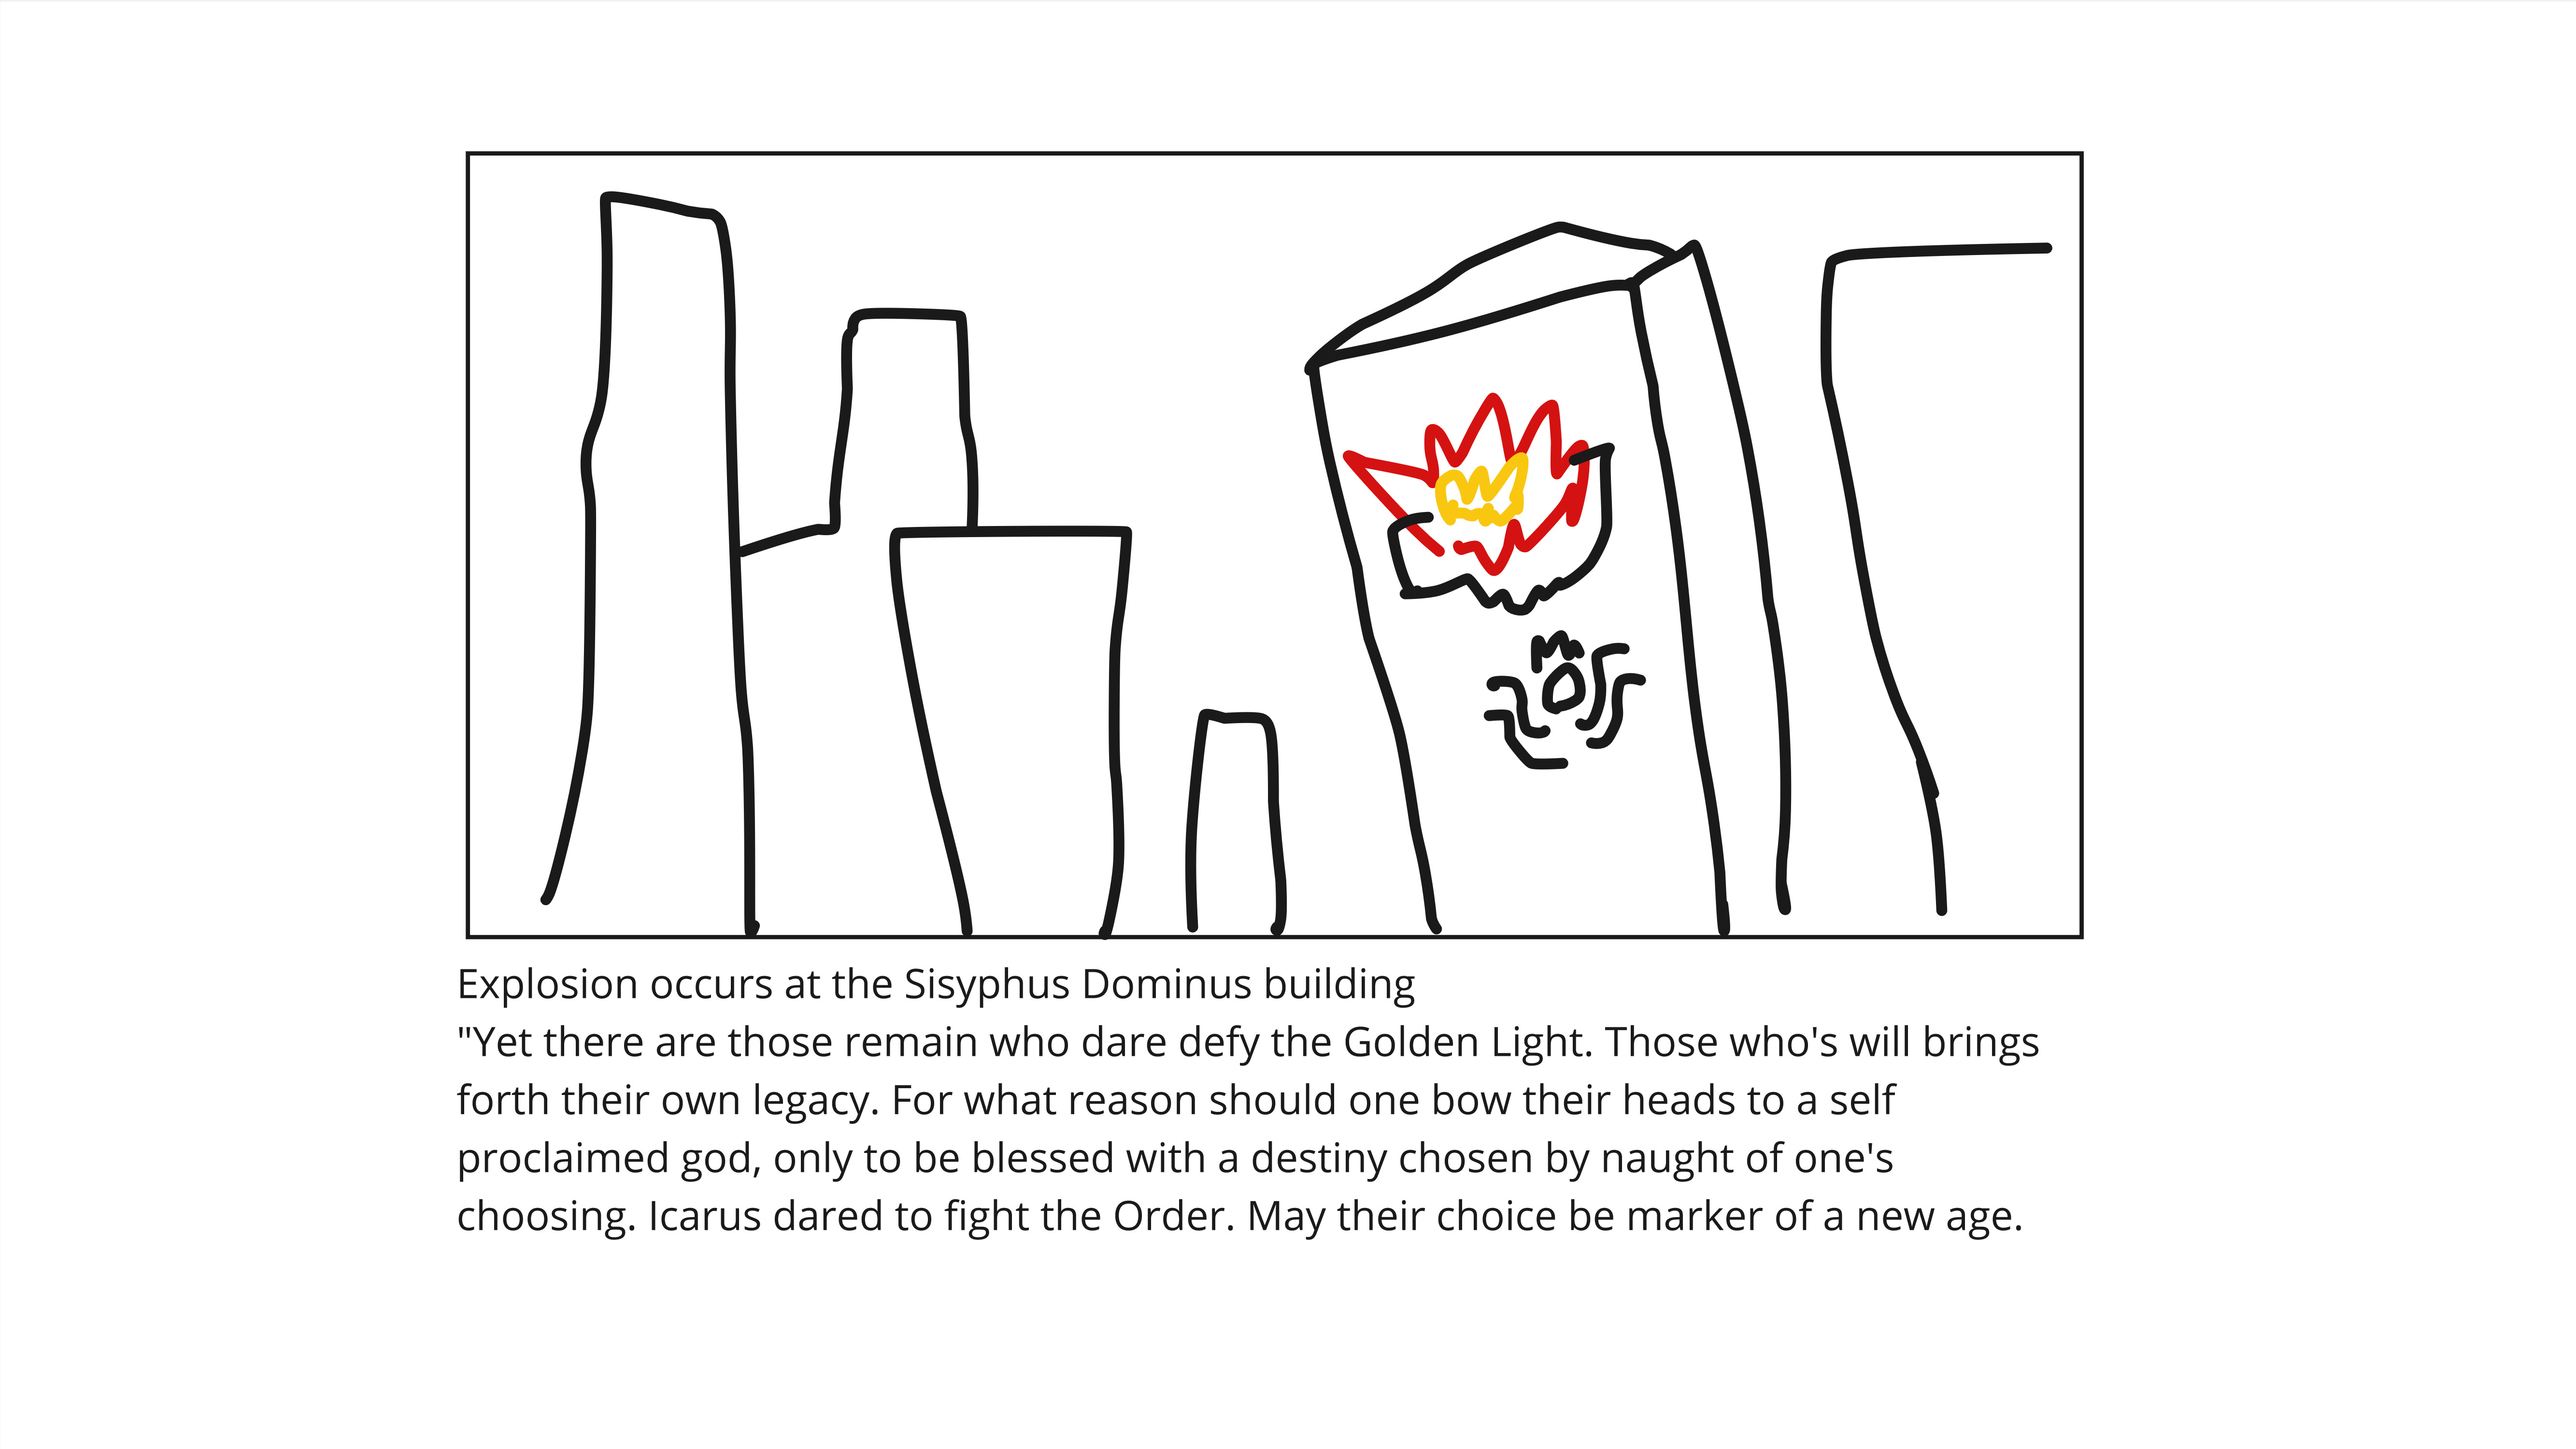 Explosion occurs at the Sisyphus Dominus building
"Yet there are those remain who dare defy the Golden Light. Those who's will brings
forth their own legacy. For what reason should one bow their heads to a self
proclaimed god, only to be blessed with a destiny chosen by naught of one's
choosing. Icarus dared to fight the Order. May their choice be marker of a new age.